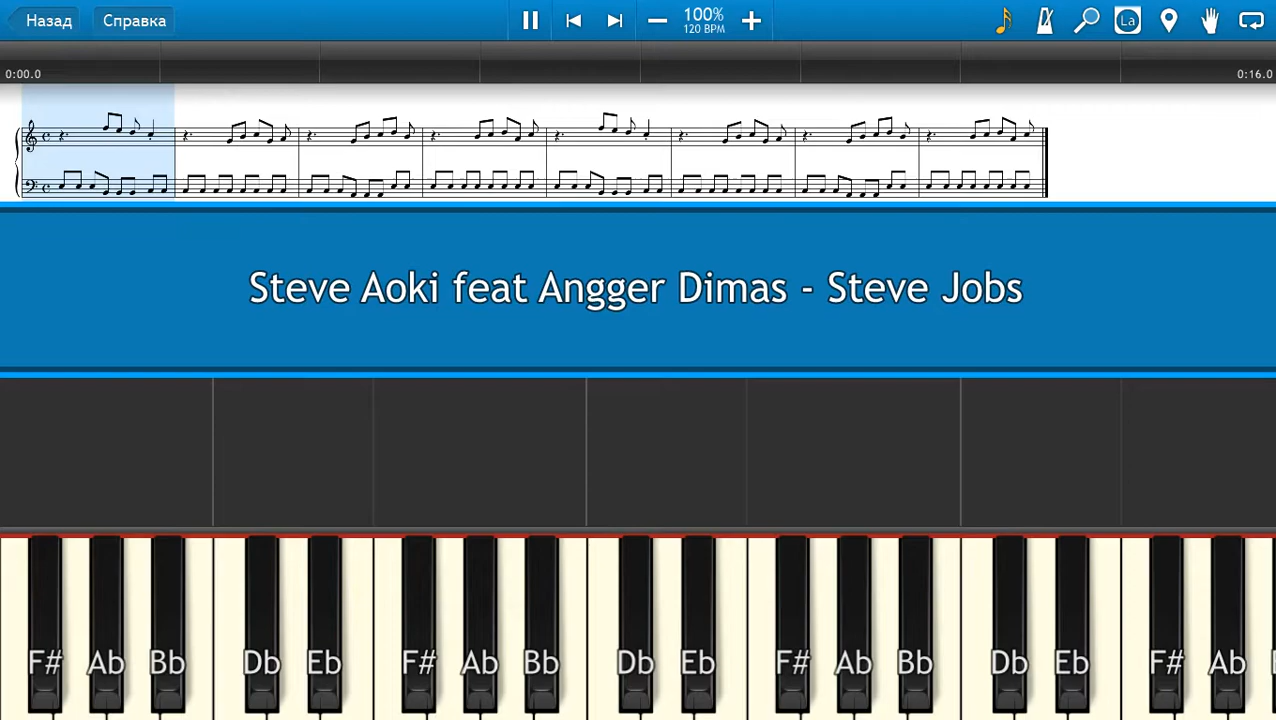 Назад Справка 100% La
120 BPM
0:00.0 0:16.0
Steve Aoki feat Angger Dimas - Steve Jobs
F# Ab Bb Db Eb F# Ab Bb Db Eb F# Ab Bb Db Eb F# Ab